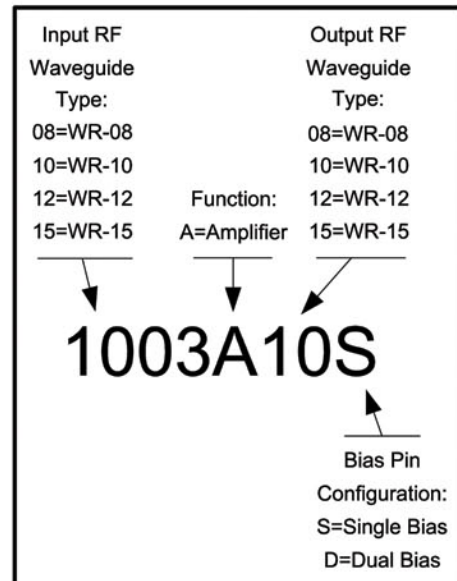 Input RF
Waveguide
Type:
08=WR-08
10=WR-10
12=WR-12
15=WR-15
Function:
A=Amplifier
Output RF
Waveguide
Type:
08=WR-08
10=WR-10
12=WR-12
15=WR-15
1003A10S
Bias Pin
Configuration:
S=Single Bias
D=Dual Bias